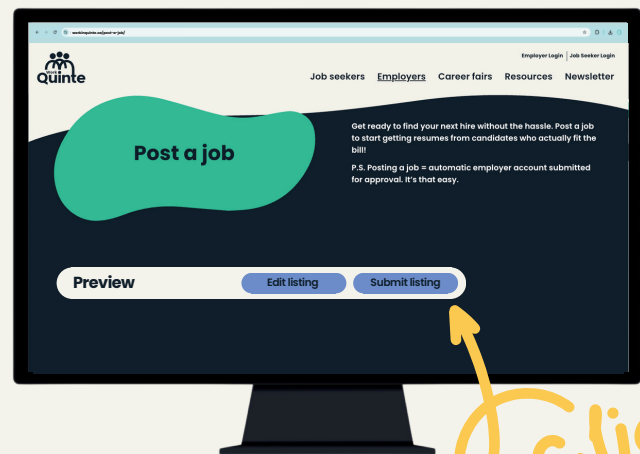 workinquinte.ca/post-a-job/
Employer Login | Job Seeker Login
Work in
Quinte
Job seekers Employers Career fairs Resources Newsletter
Post a job
Get ready to find your next hire without the hassle. Post a job
to start getting resumes from candidates who actually fit the
bill!
P.S. Posting a job = automatic employer account submitted
for approval. It's that easy.
Preview
Edit listing
Submit listing